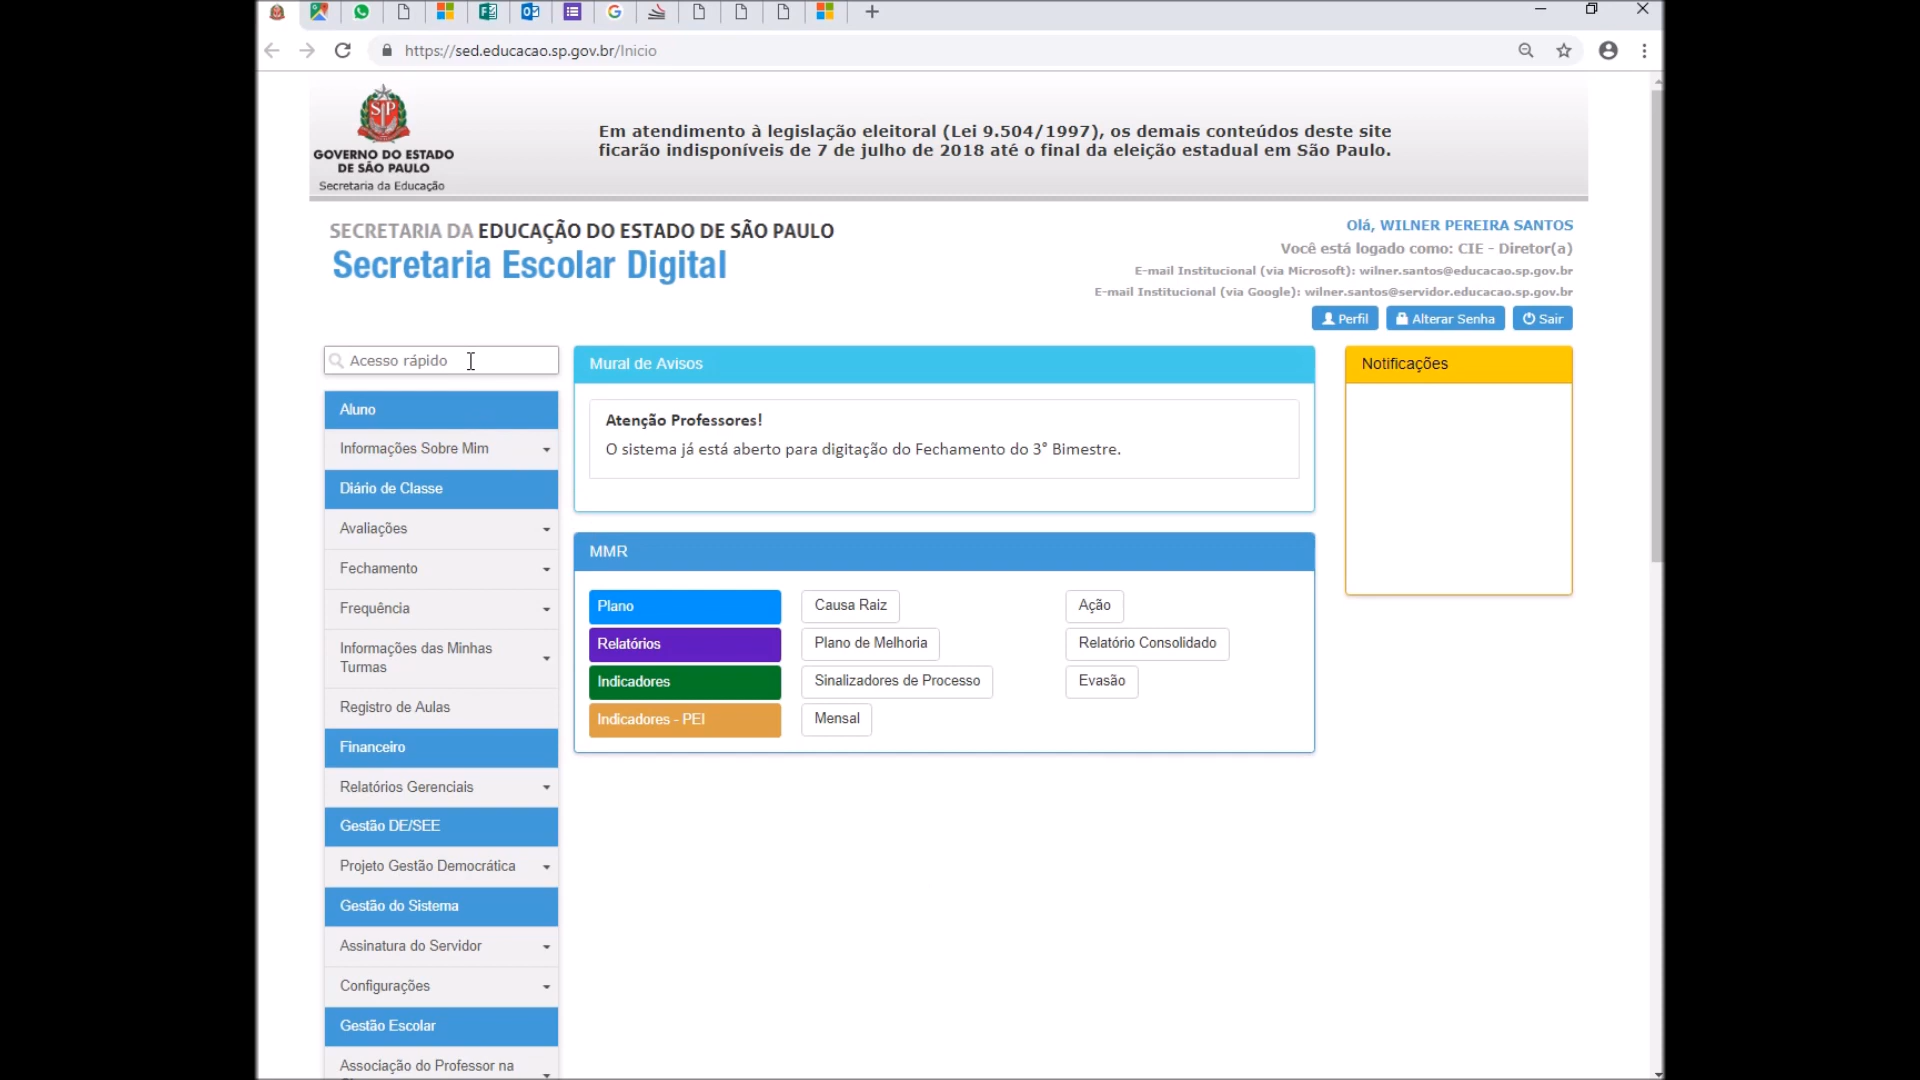 https://sed.educacao.sp.gov.br/Inicio
SP
GOVERNO DO ESTADO
DE SÃO PAULO
Secretaria da Educação
Em atendimento à legislação eleitoral (Lei 9.504/1997), os demais conteúdos deste site
ficarão indisponíveis de 7 de julho de 2018 até o final da eleição estadual em São Paulo.
SECRETARIA DA EDUCAÇÃO DO ESTADO DE SÃO PAULO
Secretaria Escolar Digital
Olá, WILNER PEREIRA SANTOS
Você está logado como: CIE - Diretor(a)
E-mail Institucional (via Microsoft): wilner.santos@educacao.sp.gov.br
E-mail Institucional (via Google): wilner.santos@servidor.educacao.sp.gov.br
Perfil
Alterar Senha
Sair
Acesso rápido
Aluno
Informações Sobre Mim
Diário de Classe
Avaliações
Fechamento
Frequência
Informações das Minhas
Turmas
Registro de Aulas
Financeiro
Relatórios Gerenciais
Gestão DE/SEE
Projeto Gestão Democrática
Gestão do Sistema
Assinatura do Servidor
Configurações
Gestão Escolar
Associação do Professor na
Mural de Avisos
Atenção Professores!
O sistema já está aberto para digitação do Fechamento do 3° Bimestre.
MMR
Plano
Causa Raiz
Ação
Relatórios
Plano de Melhoria
Relatório Consolidado
Indicadores
Sinalizadores de Processo
Evasão
Indicadores - PEI
Mensal
Notificações